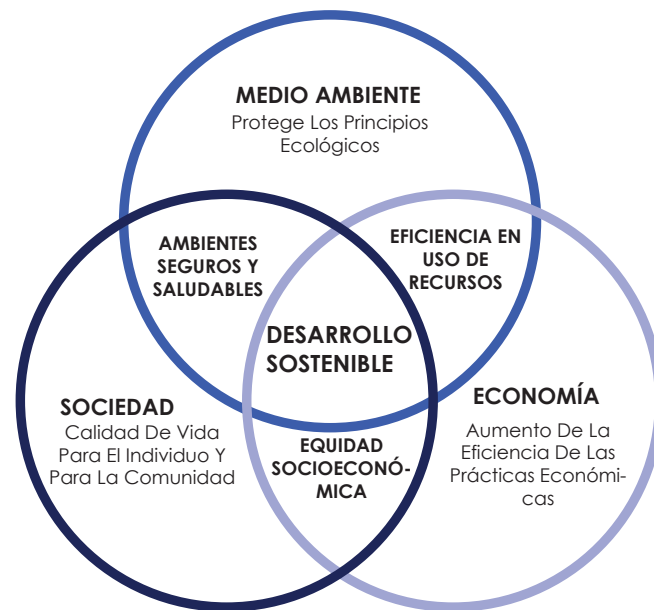 MEDIO AMBIENTE
Protege Los Principios
Ecológicos
AMBIENTES
SEGUROS Y
SALUDABLES
EFICIENCIA EN
USO DE
RECURSOS
DESARROLLO
SOSTENIBLE
SOCIEDAD
Calidad De Vida
Para El Individuo Y
Para La Comunidad
EQUIDAD
SOCIOECONÓ-
MICA
ECONOMÍA
Aumento De La
Eficiencia De Las
Prácticas Económi-
cas